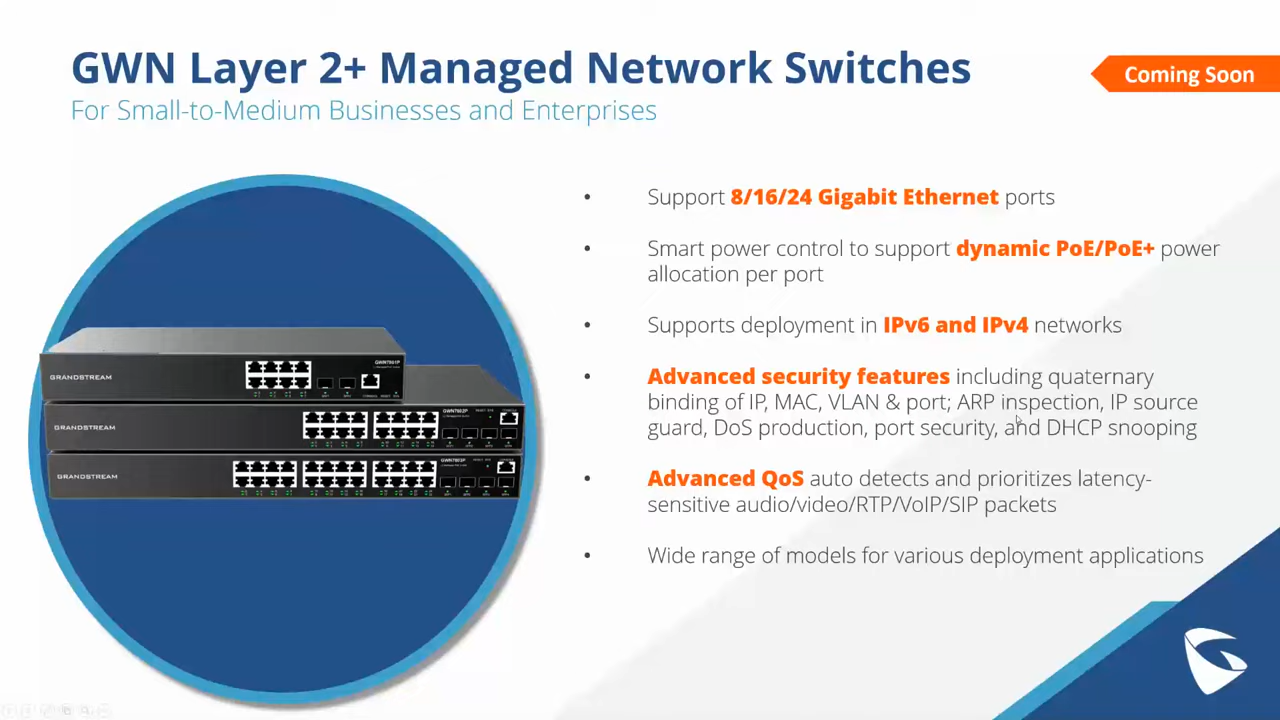 GWN Layer 2+ Managed Network Switches
For Small-to-Medium Businesses and Enterprises
Coming Soon
• Support 8/16/24 Gigabit Ethernet ports
• Smart power control to support dynamic PoE/PoE+ power
allocation per port
• Supports deployment in IPv6 and IPv4 networks
• Advanced security features including quaternary
binding of IP, MAC, VLAN & port; ARP inspection, IP source
guard, DoS production, port security, and DHCP snooping
• Advanced QoS auto detects and prioritizes latency-
sensitive audio/video/RTP/VoIP/SIP packets
• Wide range of models for various deployment applications
GWN7801P
GRANDSTREAM
GRANDSTREAM
GRANDSTREAM